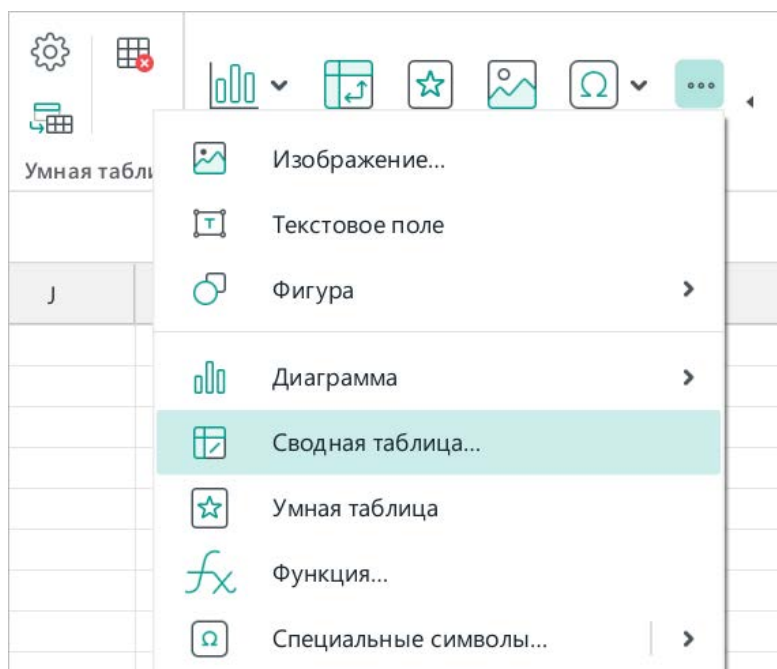 Умная табли
Изображение...
Текстовое поле
Фигура
J
Диаграмма
Сводная таблица...
Умная таблица
Функция...
Специальные символы...